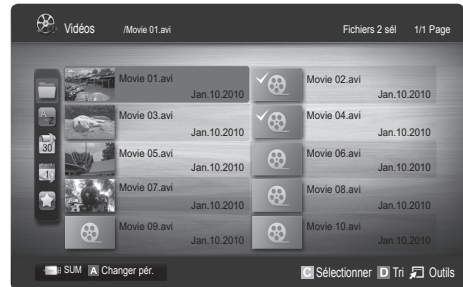 Vidéos /Movie 01.avi Fichiers 2 sél 1/1 Page
Movie 01.avi Movie 02.avi
Jan.10.2010 Jan.10.2010
Movie 03.avi Movie 04.avi
Jan.10.2010 Jan.10.2010
Movie 05.avi Movie 06.avi
Jan.10.2010 Jan.10.2010
Movie 07.avi Movie 08.avi
Jan.10.2010 Jan.10.2010
Movie 09.avi Movie 10.avi
Jan.10.2010 Jan.10.2010
30
1
SUM A Changer pér. C Sélectionner D Tri Outils